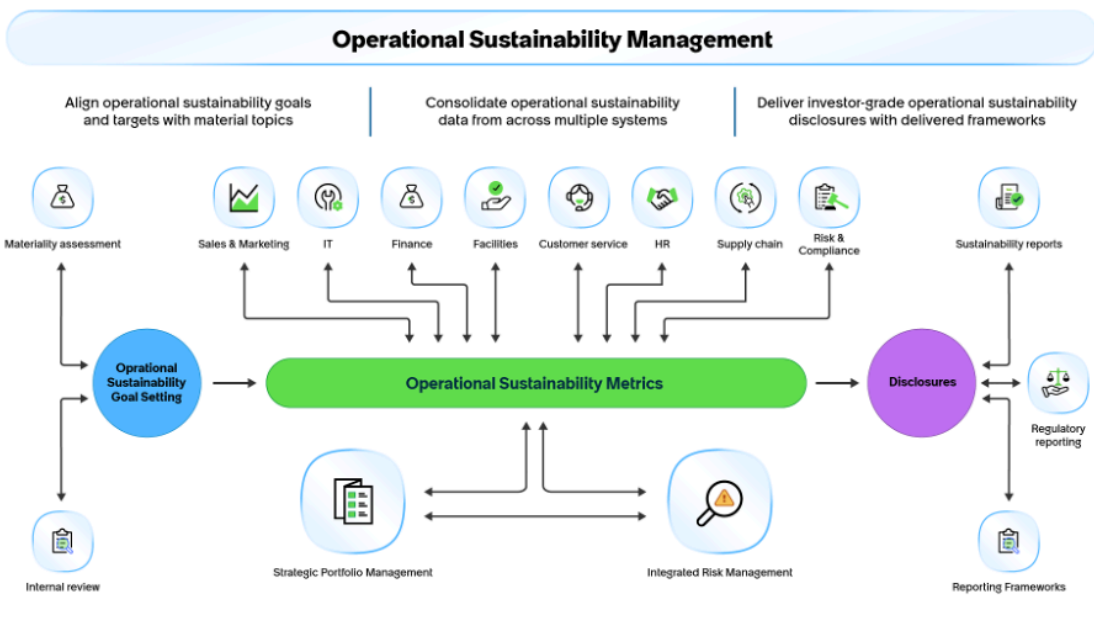 Operational Sustainability Management
Align operational sustainability goals
and targets with material topics
Consolidate operational sustainability
data from across multiple systems
Deliver investor-grade operational sustainability
disclosures with delivered frameworks
Materiality assessment
Sales & Marketing
IT
Finance
Facilities
Customer service
HR
Supply chain
Risk &
Compliance
Sustainability reports
Oprational
Sustainability
Goal Setting
Operational Sustainability Metrics
Disclosures
Regulatory
reporting
Strategic Portfolio Management
Integrated Risk Management
Internal review
Reporting Frameworks